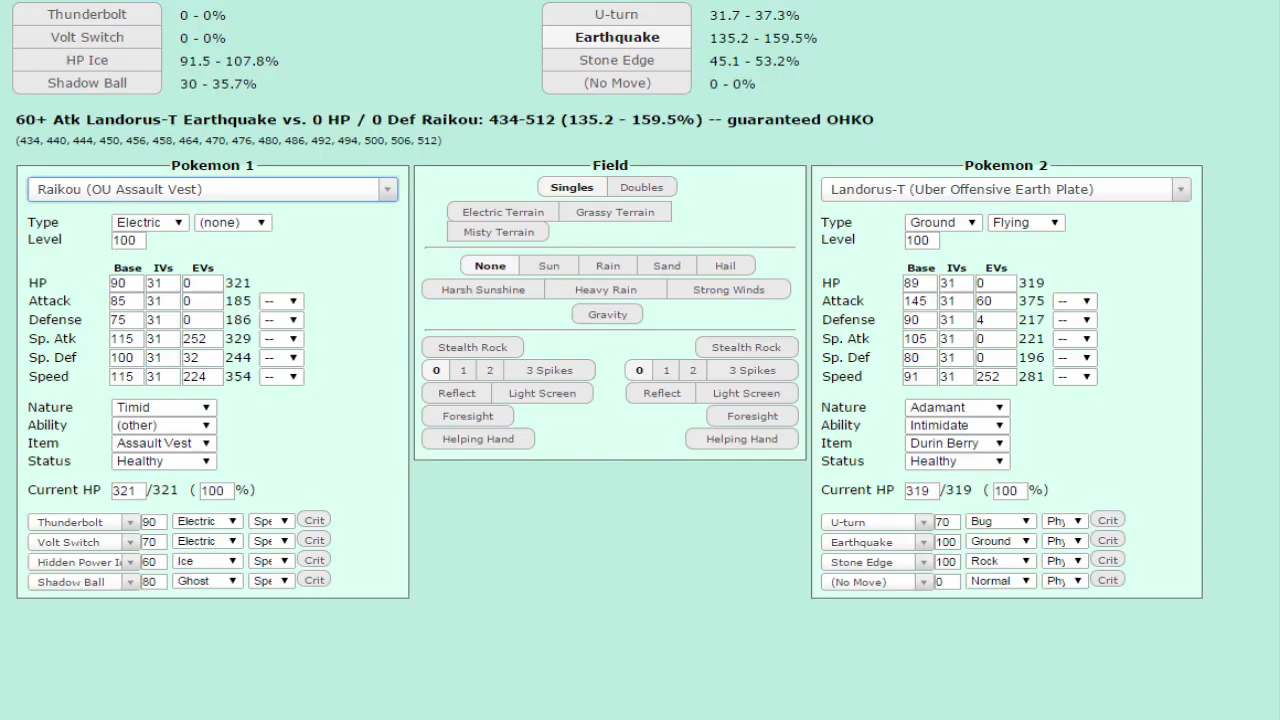 Thunderbolt 0 - 0% U-turn 31.7 - 37.3%
Volt Switch 0 - 0% Earthquake 135.2 - 159.5%
HP Ice 91.5 - 107.8% Stone Edge 45.1 - 53.2%
Shadow Ball 30 - 35.7% (No Move) 0 - 0%
60+ Atk Landorus-T Earthquake vs. 0 HP / 0 Def Raikou: 434-512 (135.2 - 159.5%) -- guaranteed OHKO
(434, 440, 444, 450, 456, 458, 464, 470, 476, 480, 486, 492, 494, 500, 506, 512)
Pokemon 1
Raikou (OU Assault Vest)
Type Electric (none)
Level 100
Base IVs EVs
HP 90 31 0 321
Attack 85 31 0 185 --
Defense 75 31 0 186 --
Sp. Atk 115 31 252 329 --
Sp. Def 100 31 32 244 --
Speed 115 31 224 354 --
Nature Timid
Ability (other)
Item Assault Vest
Status Healthy
Current HP 321 /321 ( 100 %)
Thunderbolt 90 Electric Spe Crit
Volt Switch 70 Electric Spe Crit
Hidden Power I 60 Ice Spe Crit
Shadow Ball 80 Ghost Spe Crit
Field
Singles Doubles
Electric Terrain Grassy Terrain
Misty Terrain
None Sun Rain Sand Hail
Harsh Sunshine Heavy Rain Strong Winds
Gravity
Stealth Rock Stealth Rock
0 1 2 3 Spikes 0 1 2 3 Spikes
Reflect Light Screen Reflect Light Screen
Foresight Foresight
Helping Hand Helping Hand
Pokemon 2
Landorus-T (Uber Offensive Earth Plate)
Type Ground Flying
Level 100
Base IVs EVs
HP 89 31 0 319
Attack 145 31 60 375 --
Defense 90 31 4 217 --
Sp. Atk 105 31 0 221 --
Sp. Def 80 31 0 196 --
Speed 91 31 252 281 --
Nature Adamant
Ability Intimidate
Item Durin Berry
Status Healthy
Current HP 319 /319 ( 100 %)
U-turn 70 Bug Phy Crit
Earthquake 100 Ground Phy Crit
Stone Edge 100 Rock Phy Crit
(No Move) 0 Normal Phy Crit